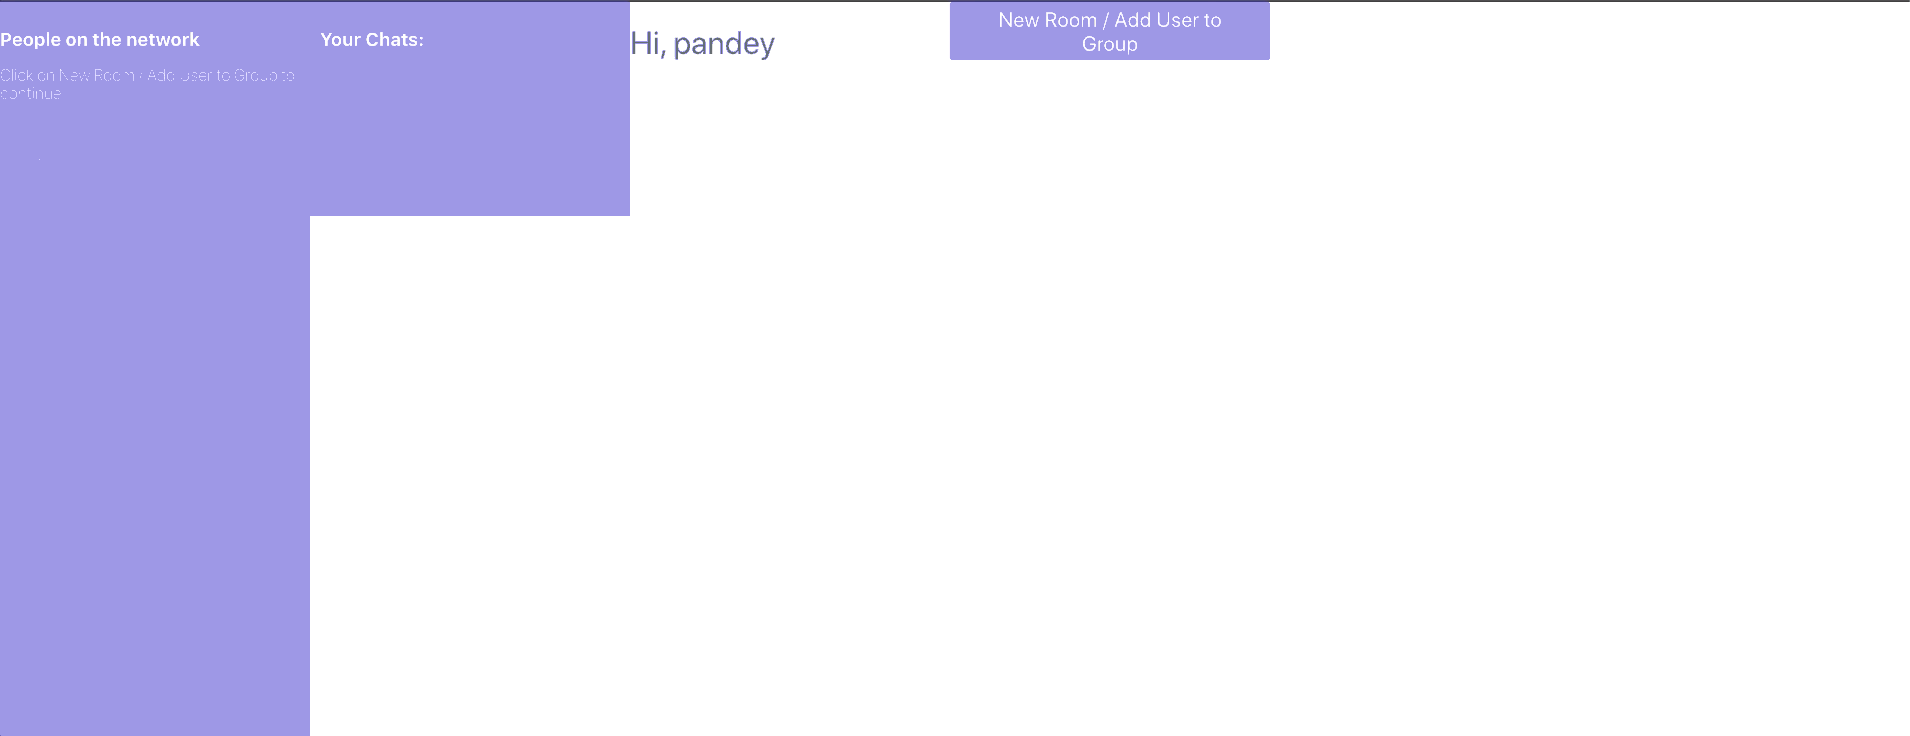 People on the network
Click on New Room / Add User to Group to
continue
Your Chats:
Hi, pandey
New Room / Add User to
Group